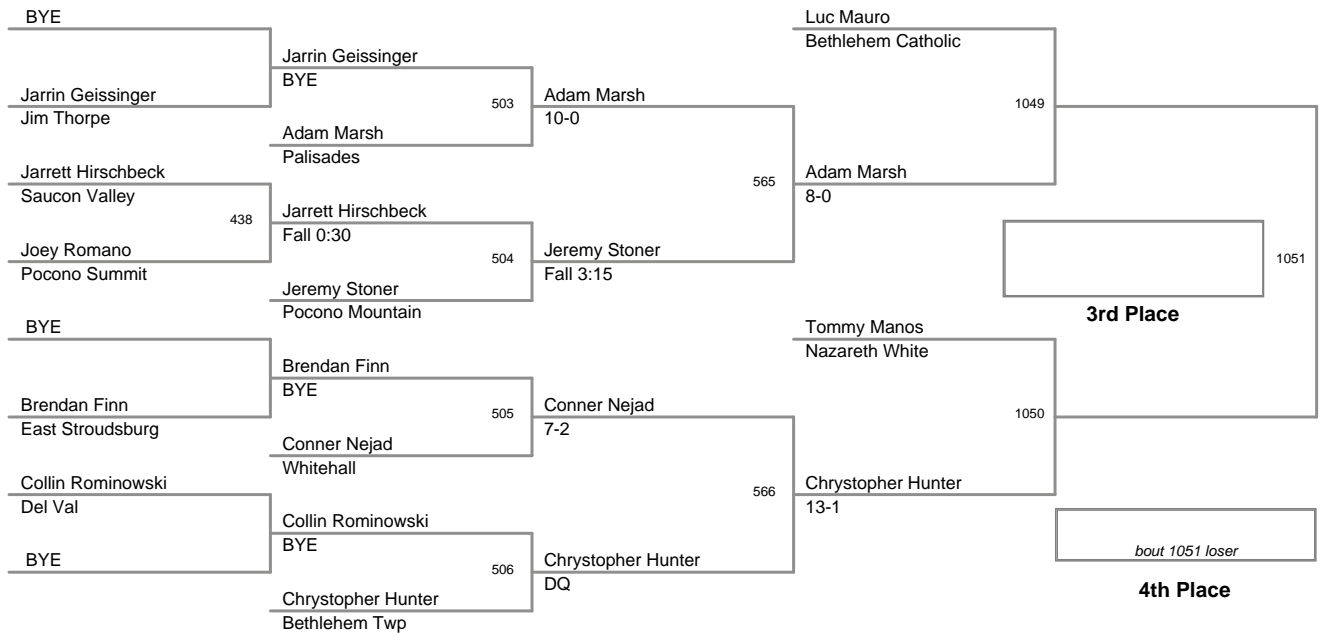 BYE
Jarrin Geissinger
Jim Thorpe
Jarrett Hirschbeck
Saucon Valley
438
Joey Romano
Pocono Summit
BYE
Brendan Finn
East Stroudsburg
Collin Rominowski
Del Val
BYE
Jarrin Geissinger
BYE
503
Adam Marsh
Palisades
Jarrett Hirschbeck
Fall 0:30
504
Jeremy Stoner
Pocono Mountain
Brendan Finn
BYE
505
Conner Nejad
Whitehall
Collin Rominowski
BYE
506
Chrystopher Hunter
Bethlehem Twp
Adam Marsh
10-0
565
Jeremy Stoner
Fall 3:15
Conner Nejad
7-2
566
Chrystopher Hunter
DQ
Luc Mauro
Bethlehem Catholic
1049
Adam Marsh
8-0
Tommy Manos
Nazareth White
1050
Chrystopher Hunter
13-1
1051
3rd Place
bout 1051 loser
4th Place